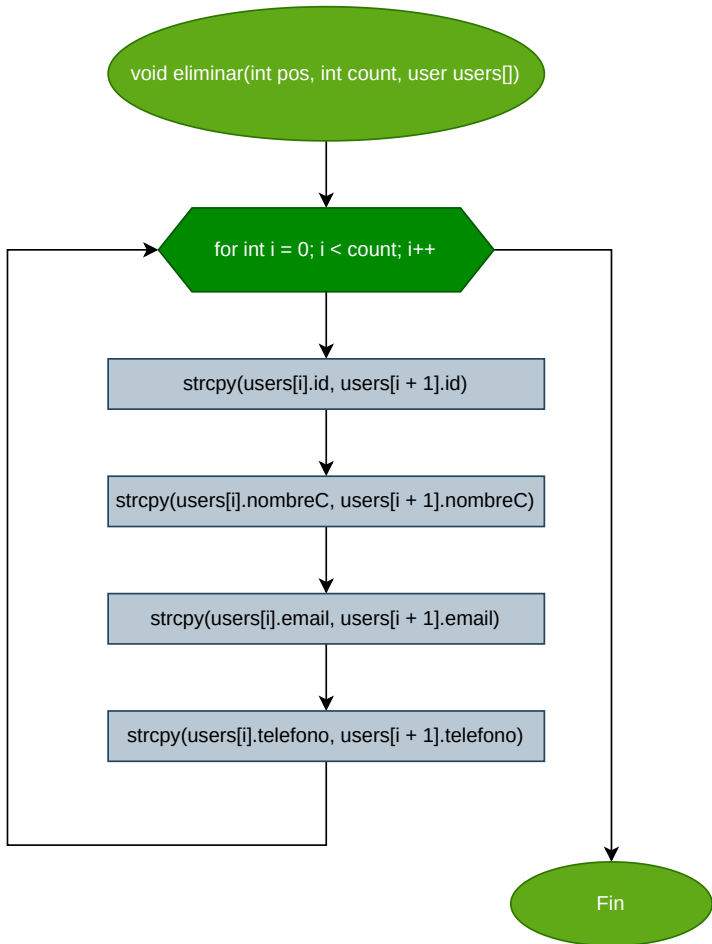 void eliminar(int pos, int count, user users[])
for int i = 0; i < count; i++
strcpy(users[i].id, users[i + 1].id)
strcpy(users[i].nombreC, users[i + 1].nombreC)
strcpy(users[i].email, users[i + 1].email)
strcpy(users[i].telefono, users[i + 1].telefono)
Fin